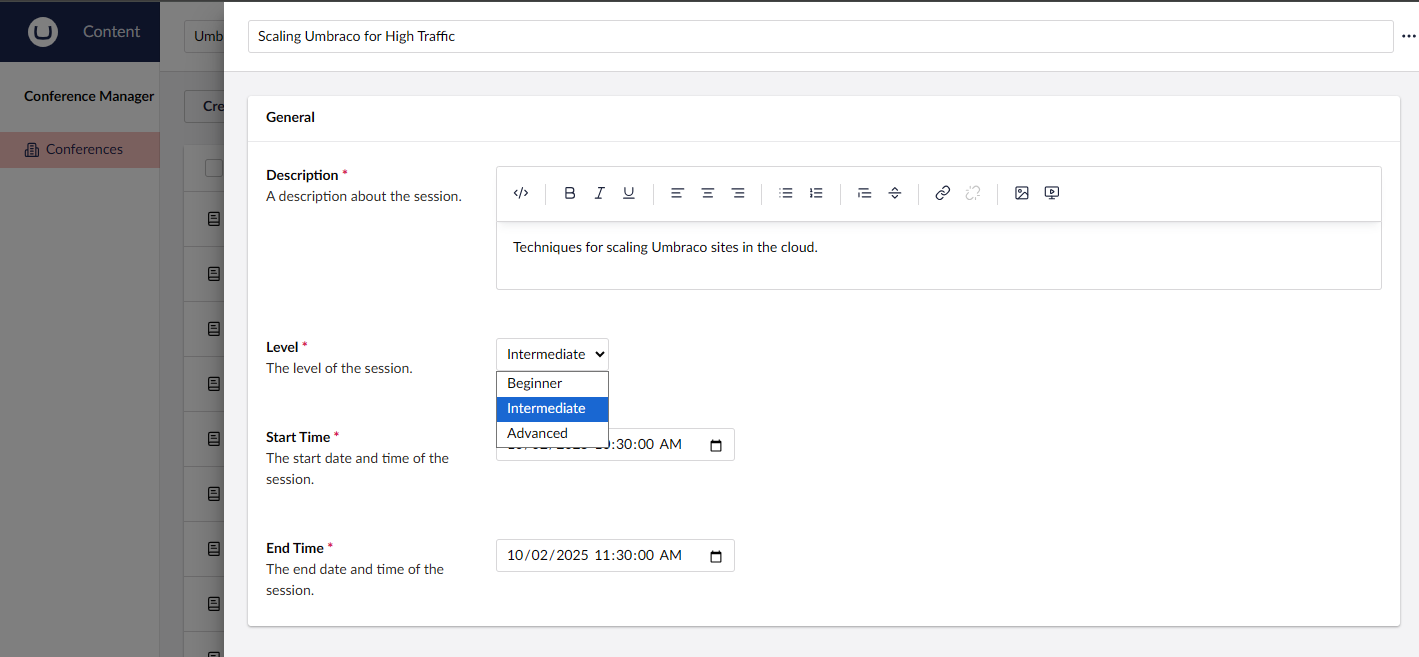 Content
Umb
Scaling Umbraco for High Traffic
Conference Manager
Conferences
Cre
General
Description *
A description about the session.
Techniques for scaling Umbraco sites in the cloud.
Level *
The level of the session.
Intermediate
Beginner
Intermediate
Advanced
Start Time *
The start date and time of the
session.
:30:00 AM
End Time *
The end date and time of the
session.
10/02/2025 11:30:00 AM